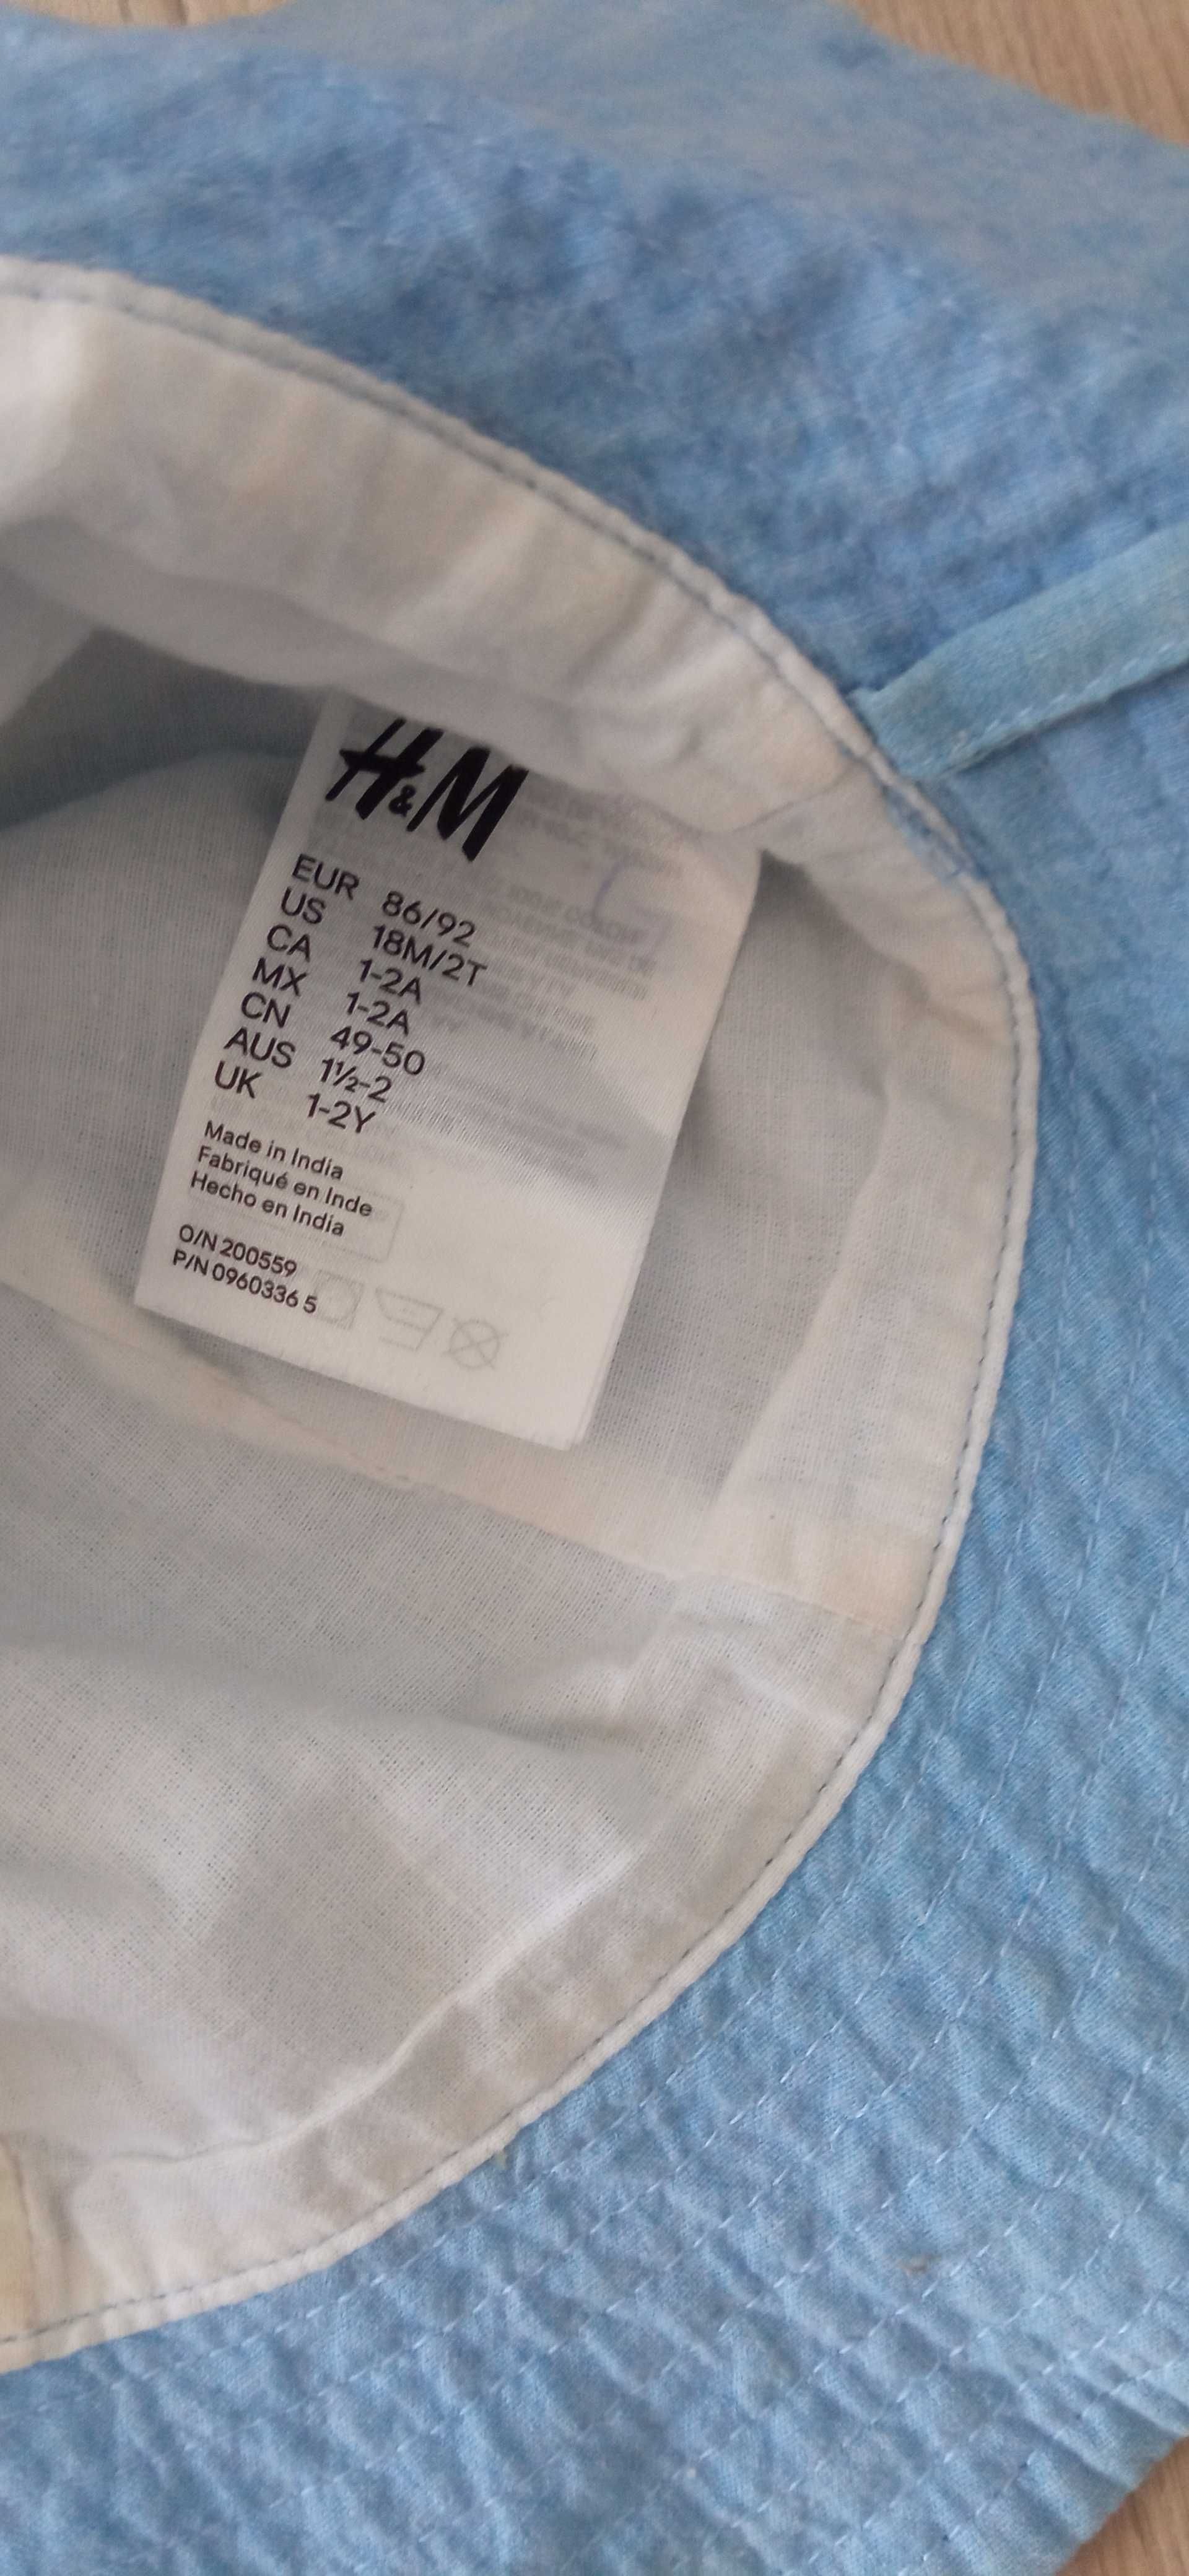 H&M
EUR 86/92
US 18M/2T
CA 1-2A
MX 1-2A
CN 49-50
AUS 1½-2
UK 1-2Y
Made in India
Fabriqué en Inde
Hecho en India
O/N 200559
P/N 0960336 5